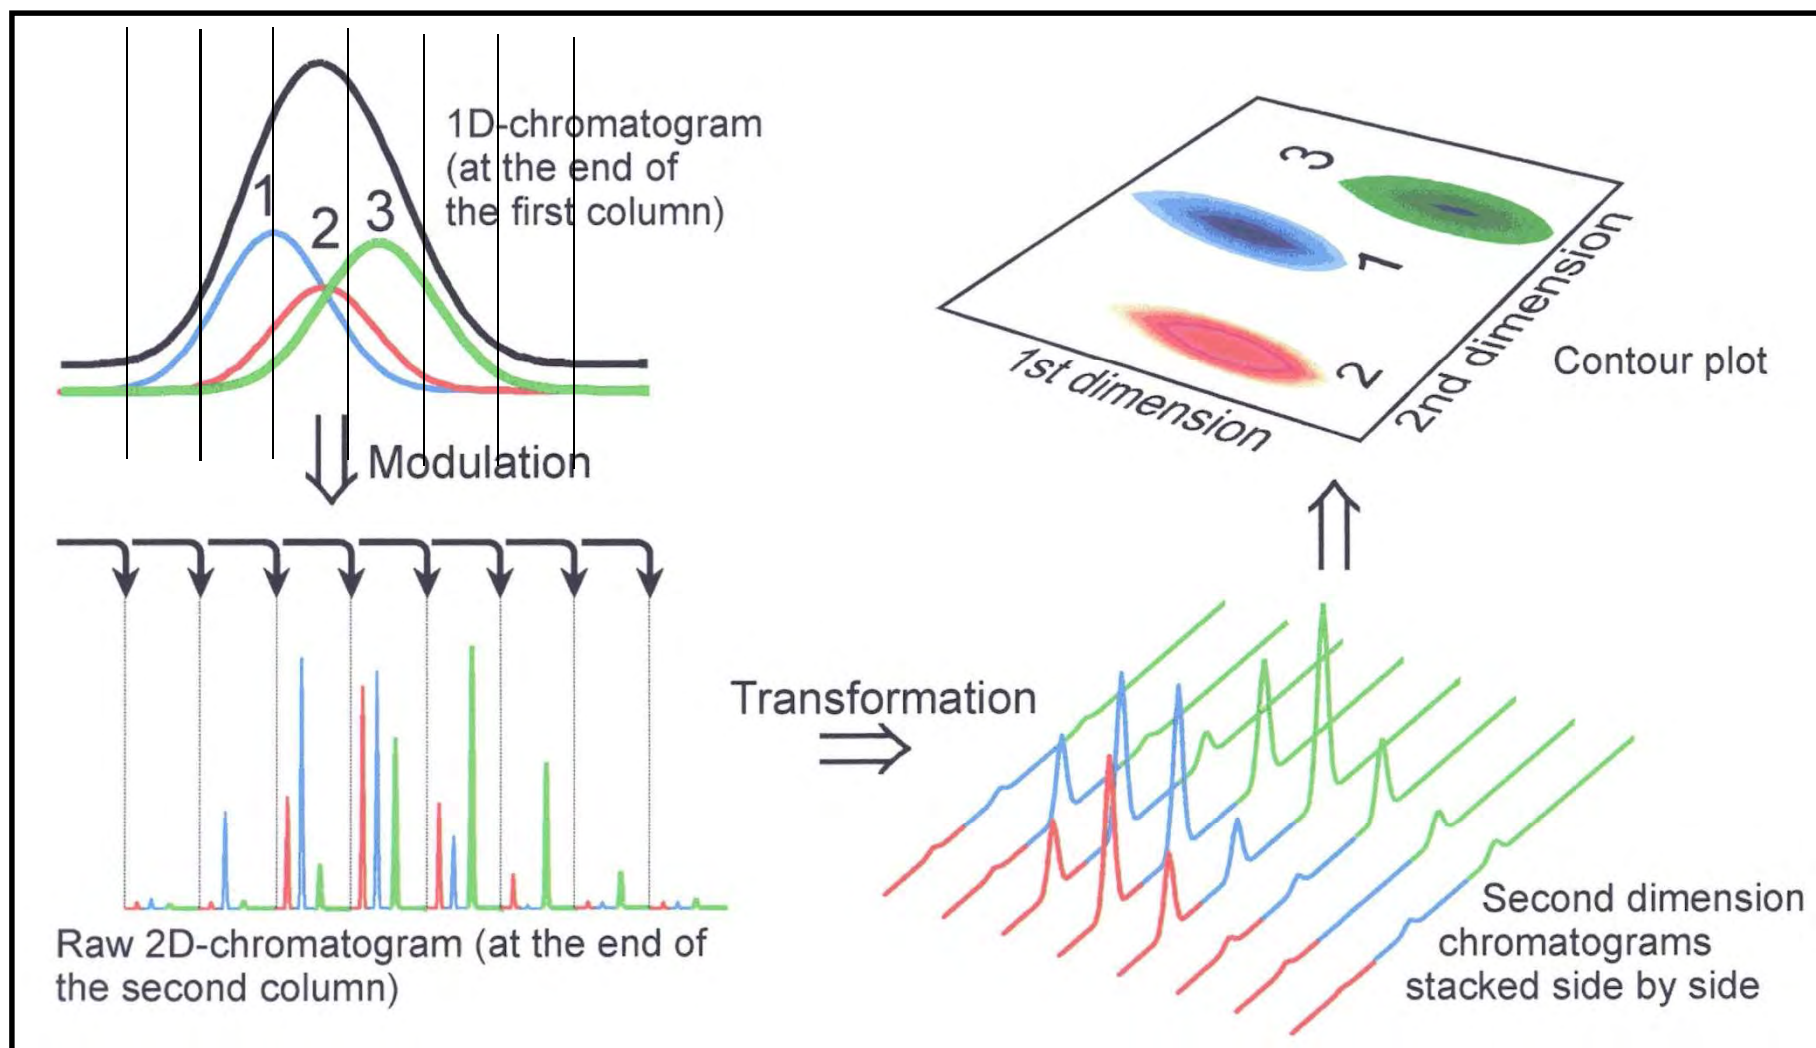 1D-chromatogram
(at the end of
the first column)
1
2
3
Modulation
Raw 2D-chromatogram (at the end of
the second column)
Transformation
Second dimension
chromatograms
stacked side by side
3
1
2
1st dimension
2nd dimension
Contour plot